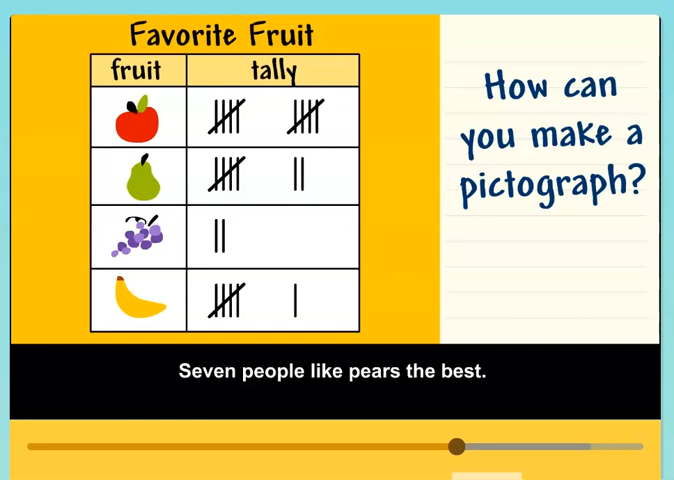 Favorite Fruit
fruit tally
How can
you make a
pictograph?
Seven people like pears the best.